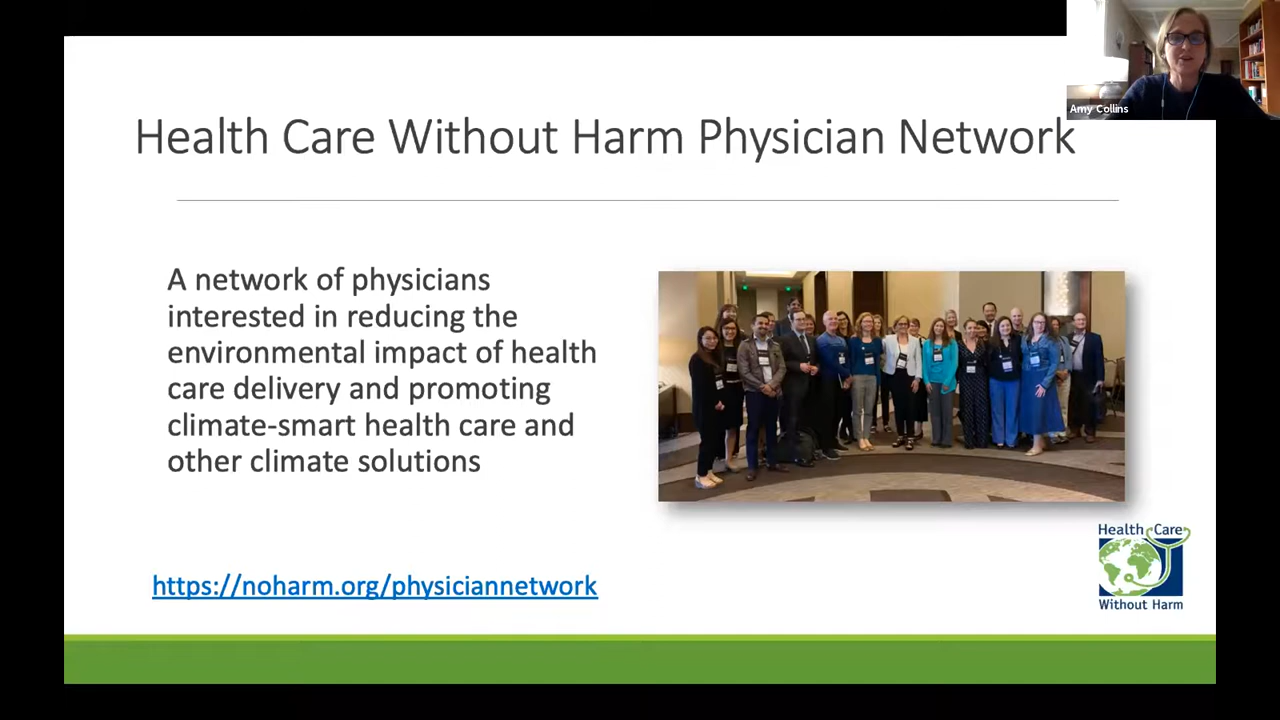 Amy Collins
Health Care Without Harm Physician Network
A network of physicians
interested in reducing the
environmental impact of health
care delivery and promoting
climate-smart health care and
other climate solutions
https://noharm.org/physiciannetwork
Health Care
Without Harm